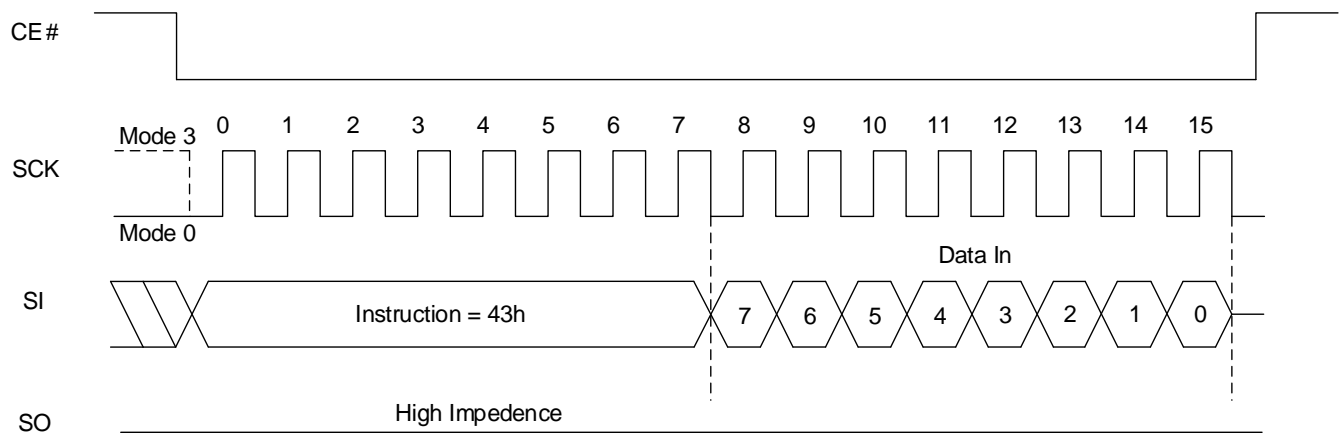 CE#
0 1 2 3 4 5 6 7 8 9 10 11 12 13 14 15
Mode 3
SCK
Mode 0
Data In
SI
Instruction = 43h
7 6 5 4 3 2 1 0
High Impedence
SO